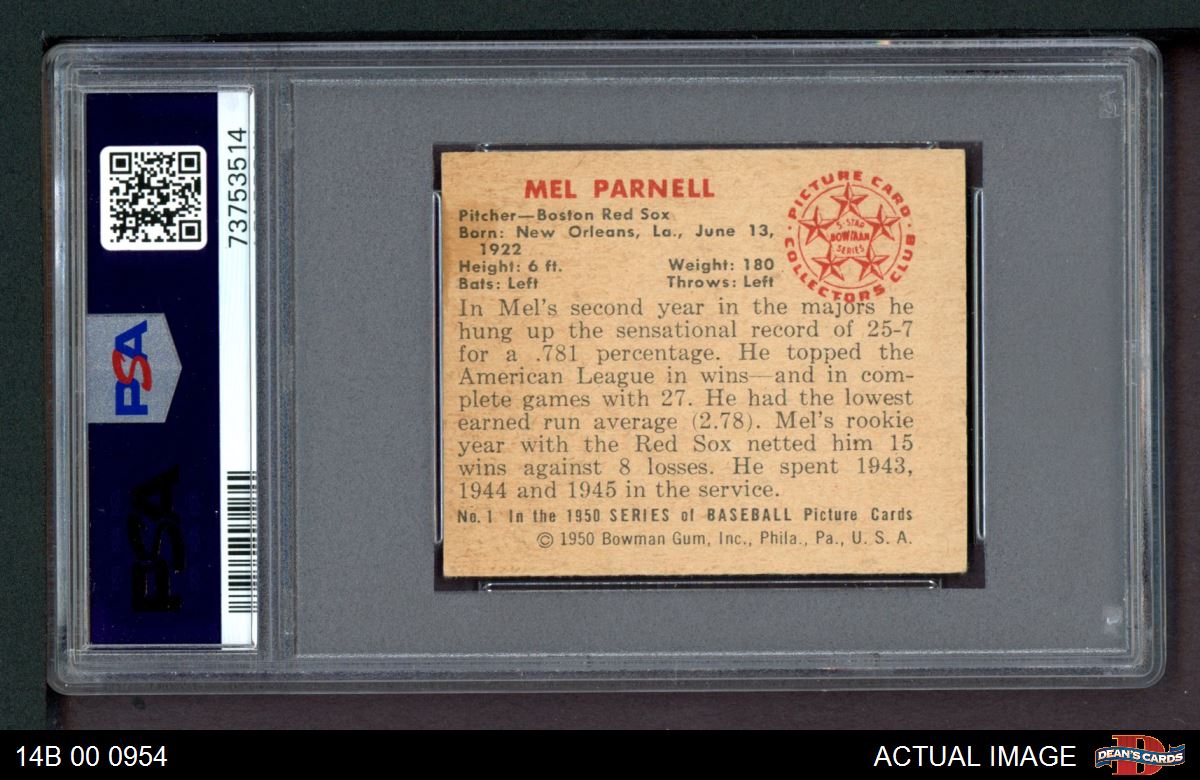 73753514
PSA
PSA
MEL PARNELL
Pitcher—Boston Red Sox
Born: New Orleans, La., June 13,
1922
Height: 6 ft. Weight: 180
Bats: Left Throws: Left
PICTURE CARD
COLLECTORS CLUB
5-STAR
BOWMAN
SERIES
In Mel's second year in the majors he
hung up the sensational record of 25-7
for a .781 percentage. He topped the
American League in wins—and in com-
plete games with 27. He had the lowest
earned run average (2.78). Mel's rookie
year with the Red Sox netted him 15
wins against 8 losses. He spent 1943,
1944 and 1945 in the service.
No. 1 In the 1950 SERIES of BASEBALL Picture Cards
© 1950 Bowman Gum, Inc., Phila., Pa., U. S. A.
14B 00 0954
ACTUAL IMAGE
D
DEAN'S CARDS